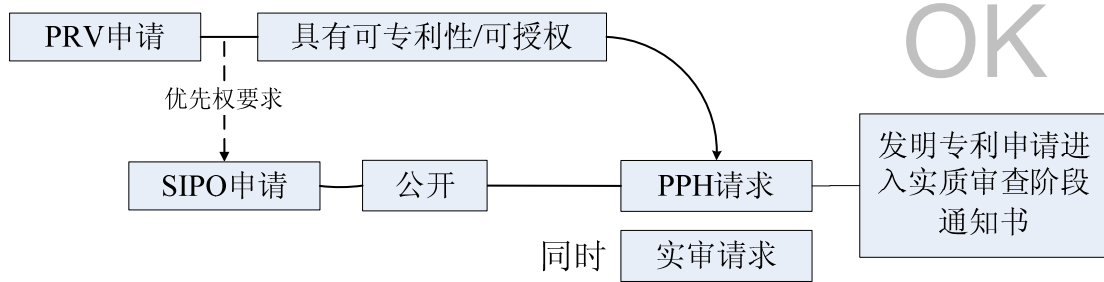 PRV申请
具有可专利性/可授权
OK
优先权要求
SIPO申请
公开
PPH请求
发明专利申请进
入实质审查阶段
通知书
同时
实审请求